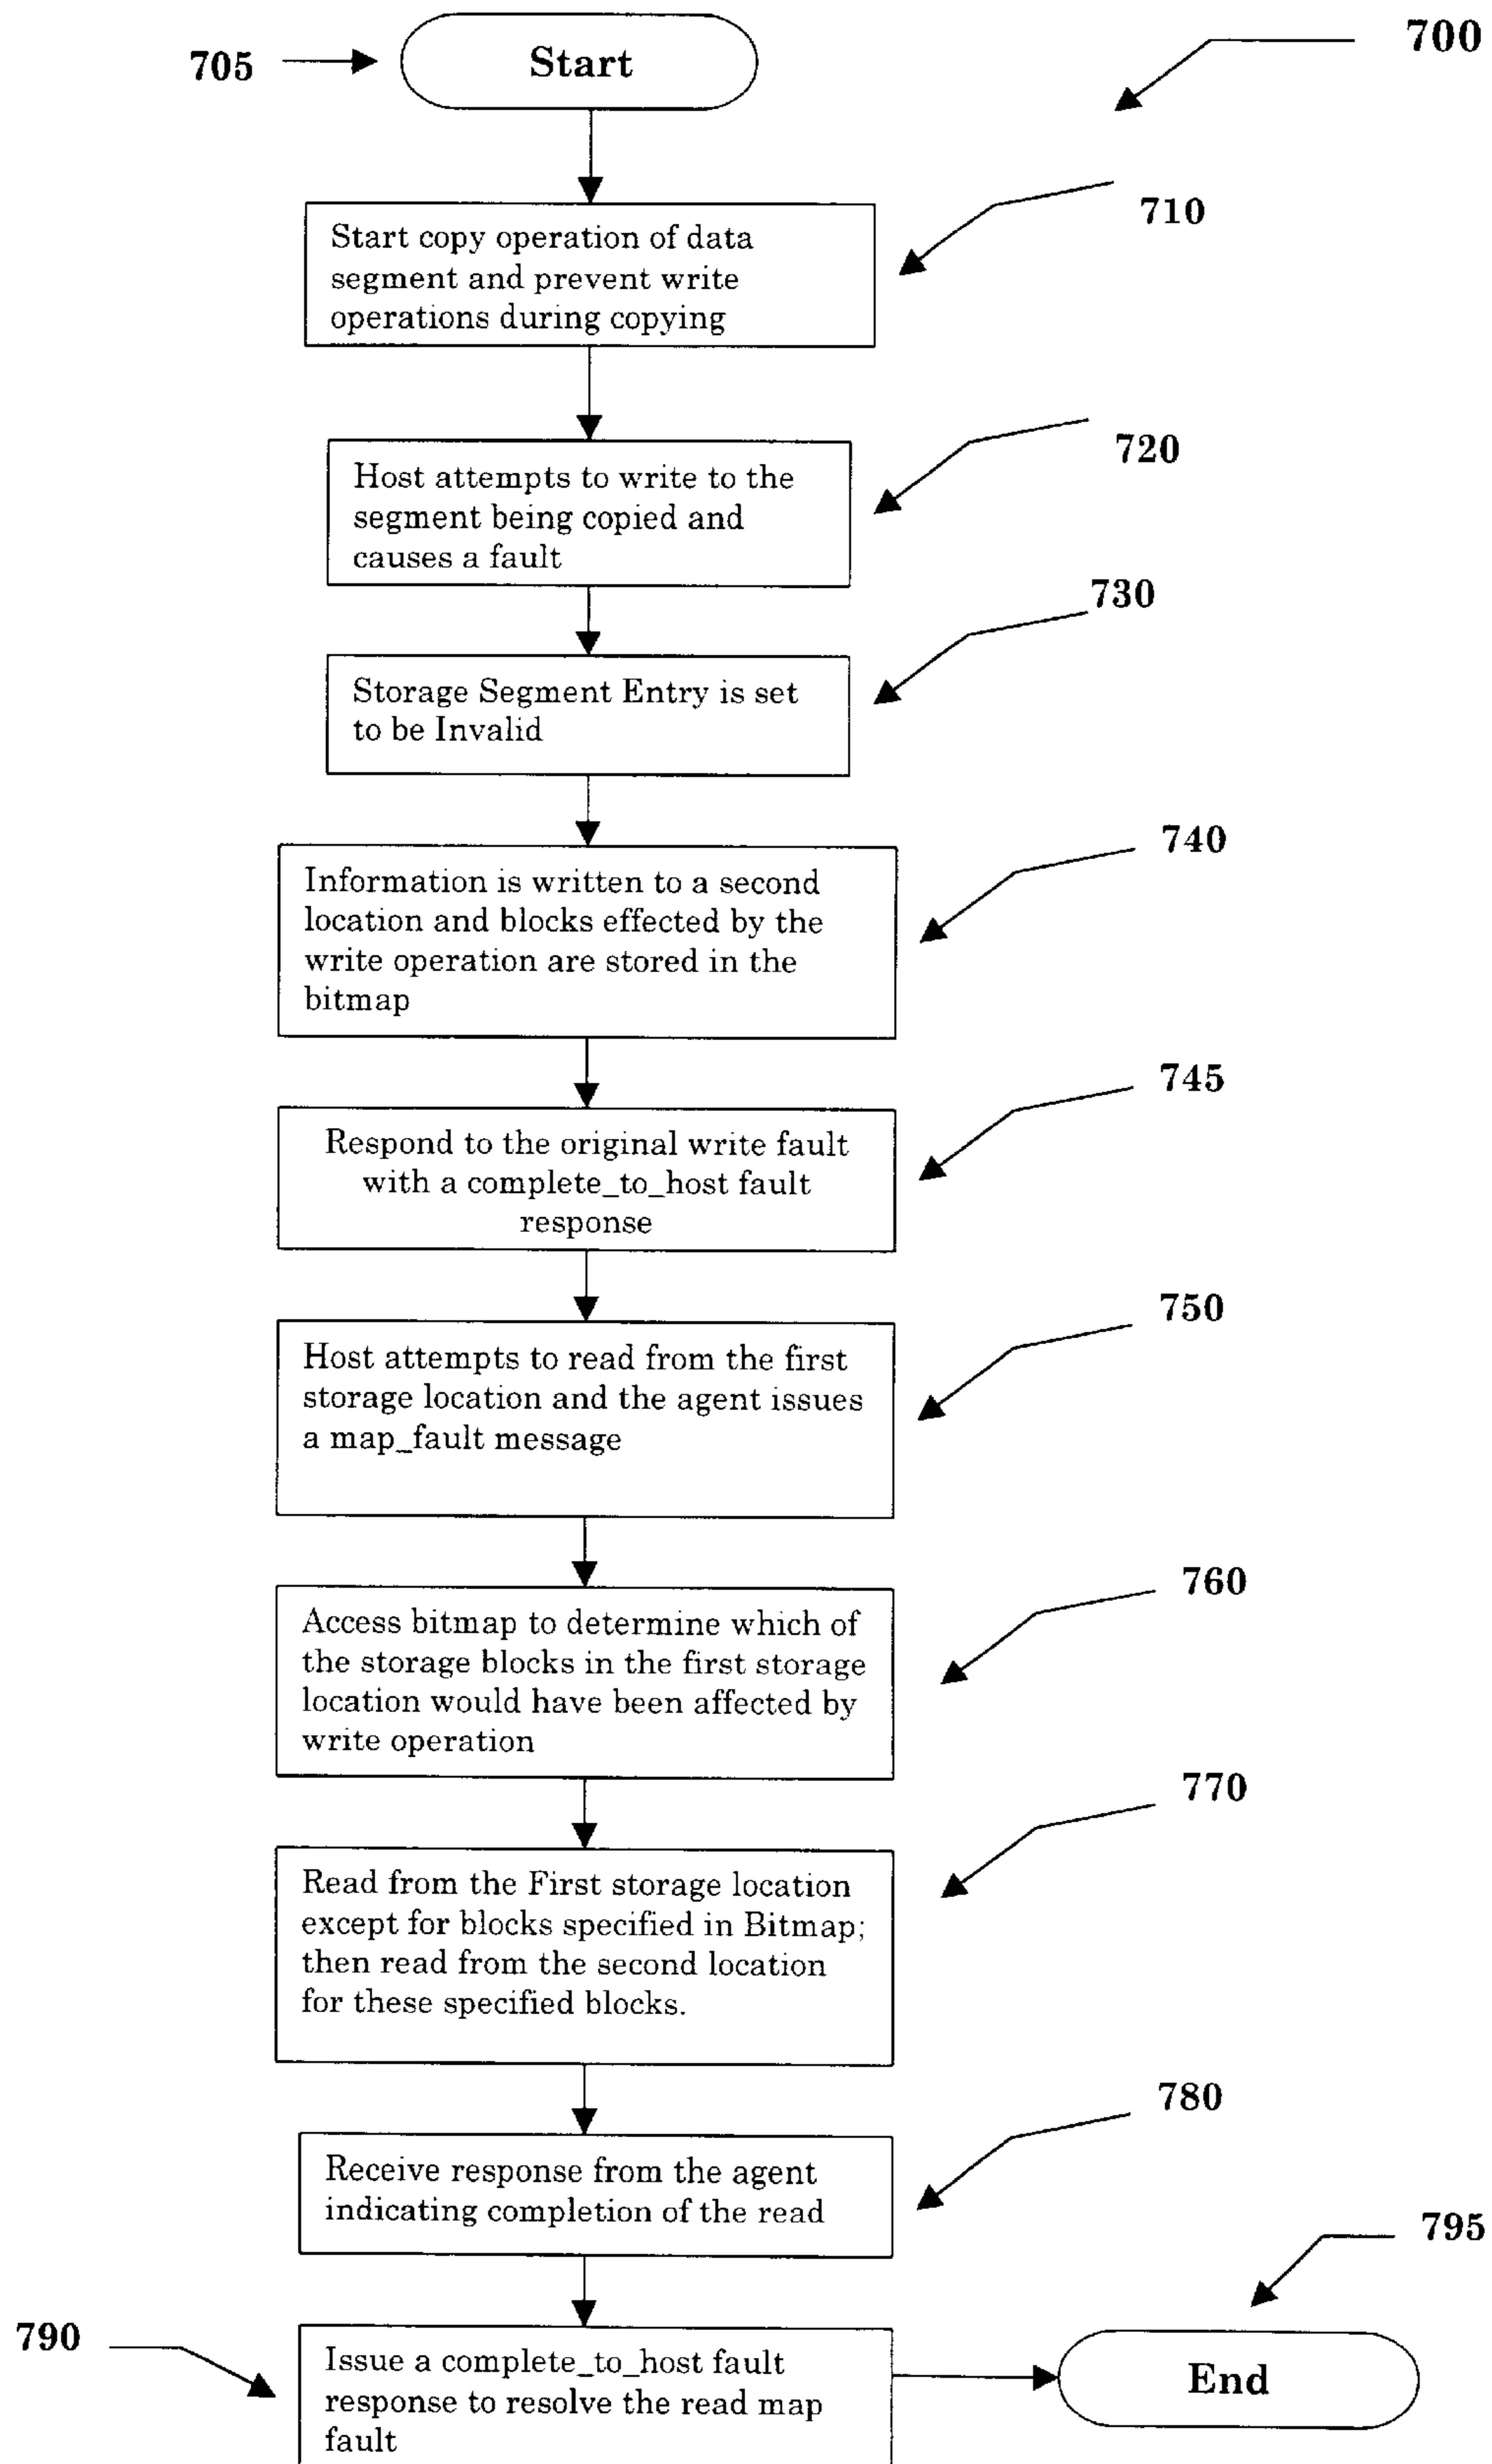 700
705
Start
710
Start copy operation of data
segment and prevent write
operations during copying
720
Host attempts to write to the
segment being copied and
causes a fault
730
Storage Segment Entry is set
to be Invalid
740
Information is written to a second
location and blocks effected by the
write operation are stored in the
bitmap
745
Respond to the original write fault
with a complete_to_host fault
response
750
Host attempts to read from the first
storage location and the agent issues
a map_fault message
760
Access bitmap to determine which of
the storage blocks in the first storage
location would have been affected by
write operation
770
Read from the First storage location
except for blocks specified in Bitmap;
then read from the second location
for these specified blocks.
780
Receive response from the agent
indicating completion of the read
795
790
Issue a complete_to_host fault
response to resolve the read map
fault
End